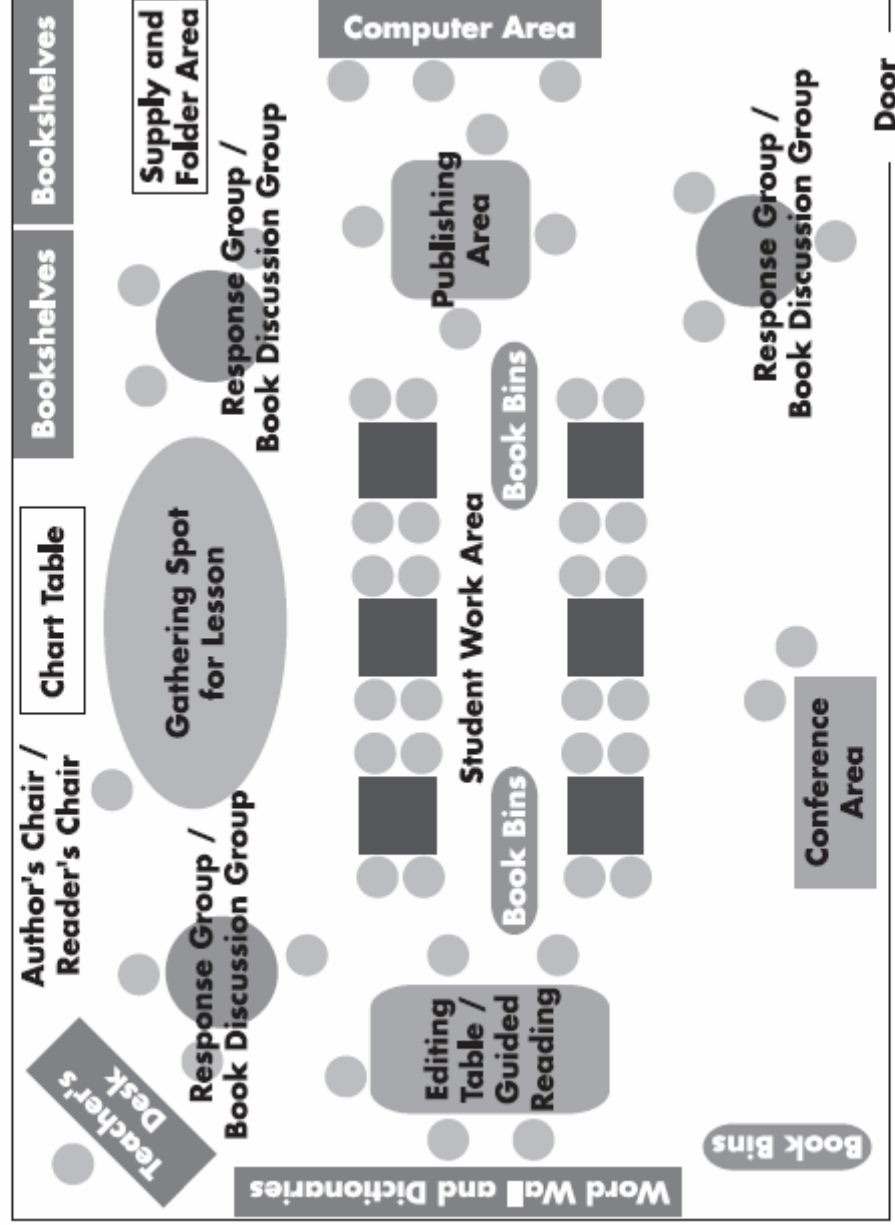 Teacher's
Desk
Author's Chair /
Reader's Chair
Chart Table
Bookshelves
Bookshelves
Response Group /
Book Discussion Group
Gathering Spot
for Lesson
Response Group /
Book Discussion Group
Supply and
Folder Area
Word Wall and Dictionaries
Editing
Table /
Guided
Reading
Book Bins
Student Work Area
Book Bins
Publishing
Area
Computer Area
Book Bins
Conference
Area
Response Group /
Book Discussion Group
Door